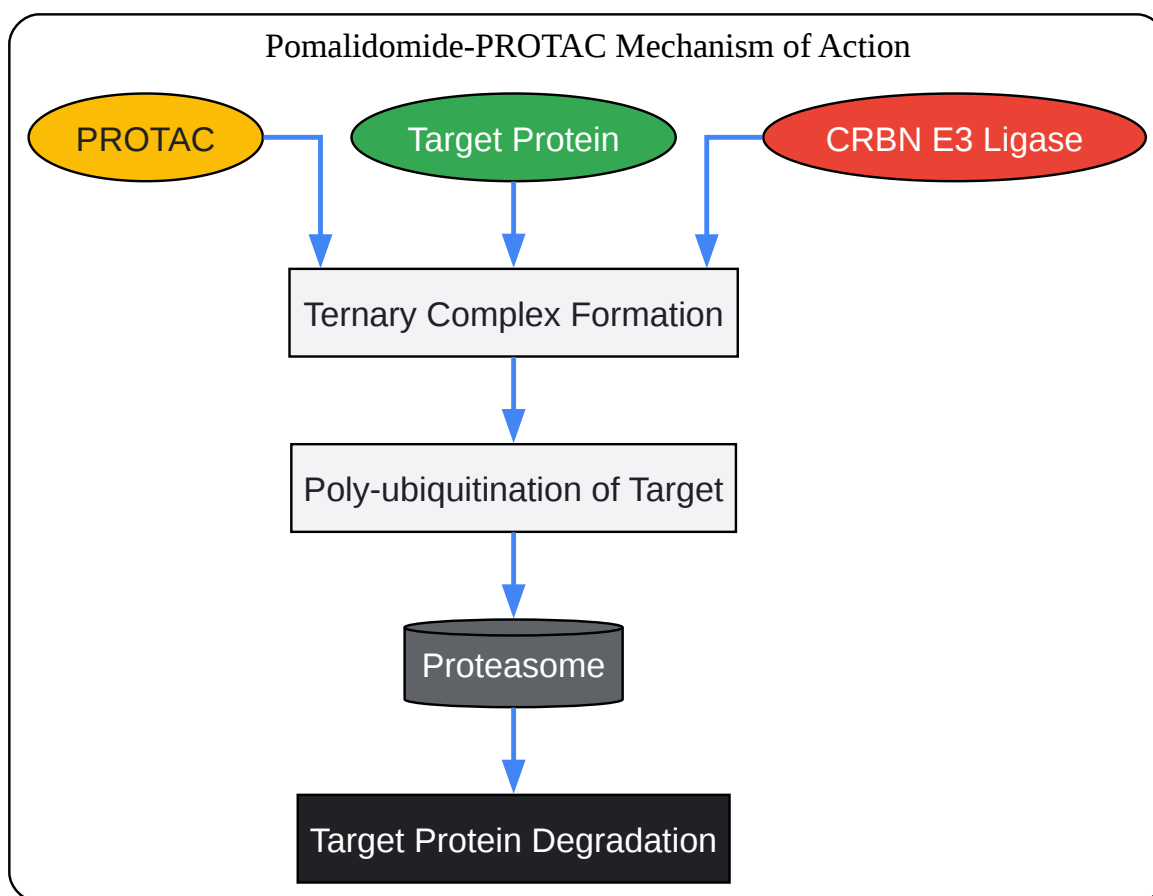 Pomalidomide-PROTAC Mechanism of Action
PROTAC
Target Protein
CRBN E3 Ligase
Ternary Complex Formation
Poly-ubiquitination of Target
Proteasome
Target Protein Degradation